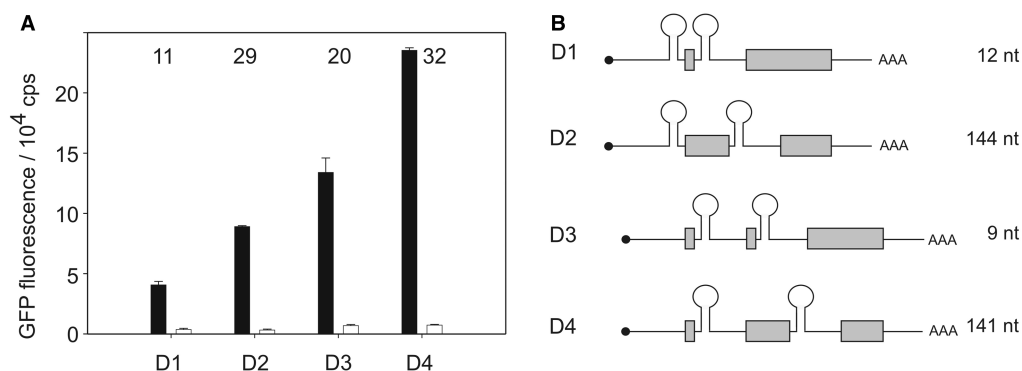 A
GFP fluorescence / 10⁴ cps
20
15
10
5
0
11 29 20 32
D1 D2 D3 D4
B
D1 AAA 12 nt
D2 AAA 144 nt
D3 AAA 9 nt
D4 AAA 141 nt